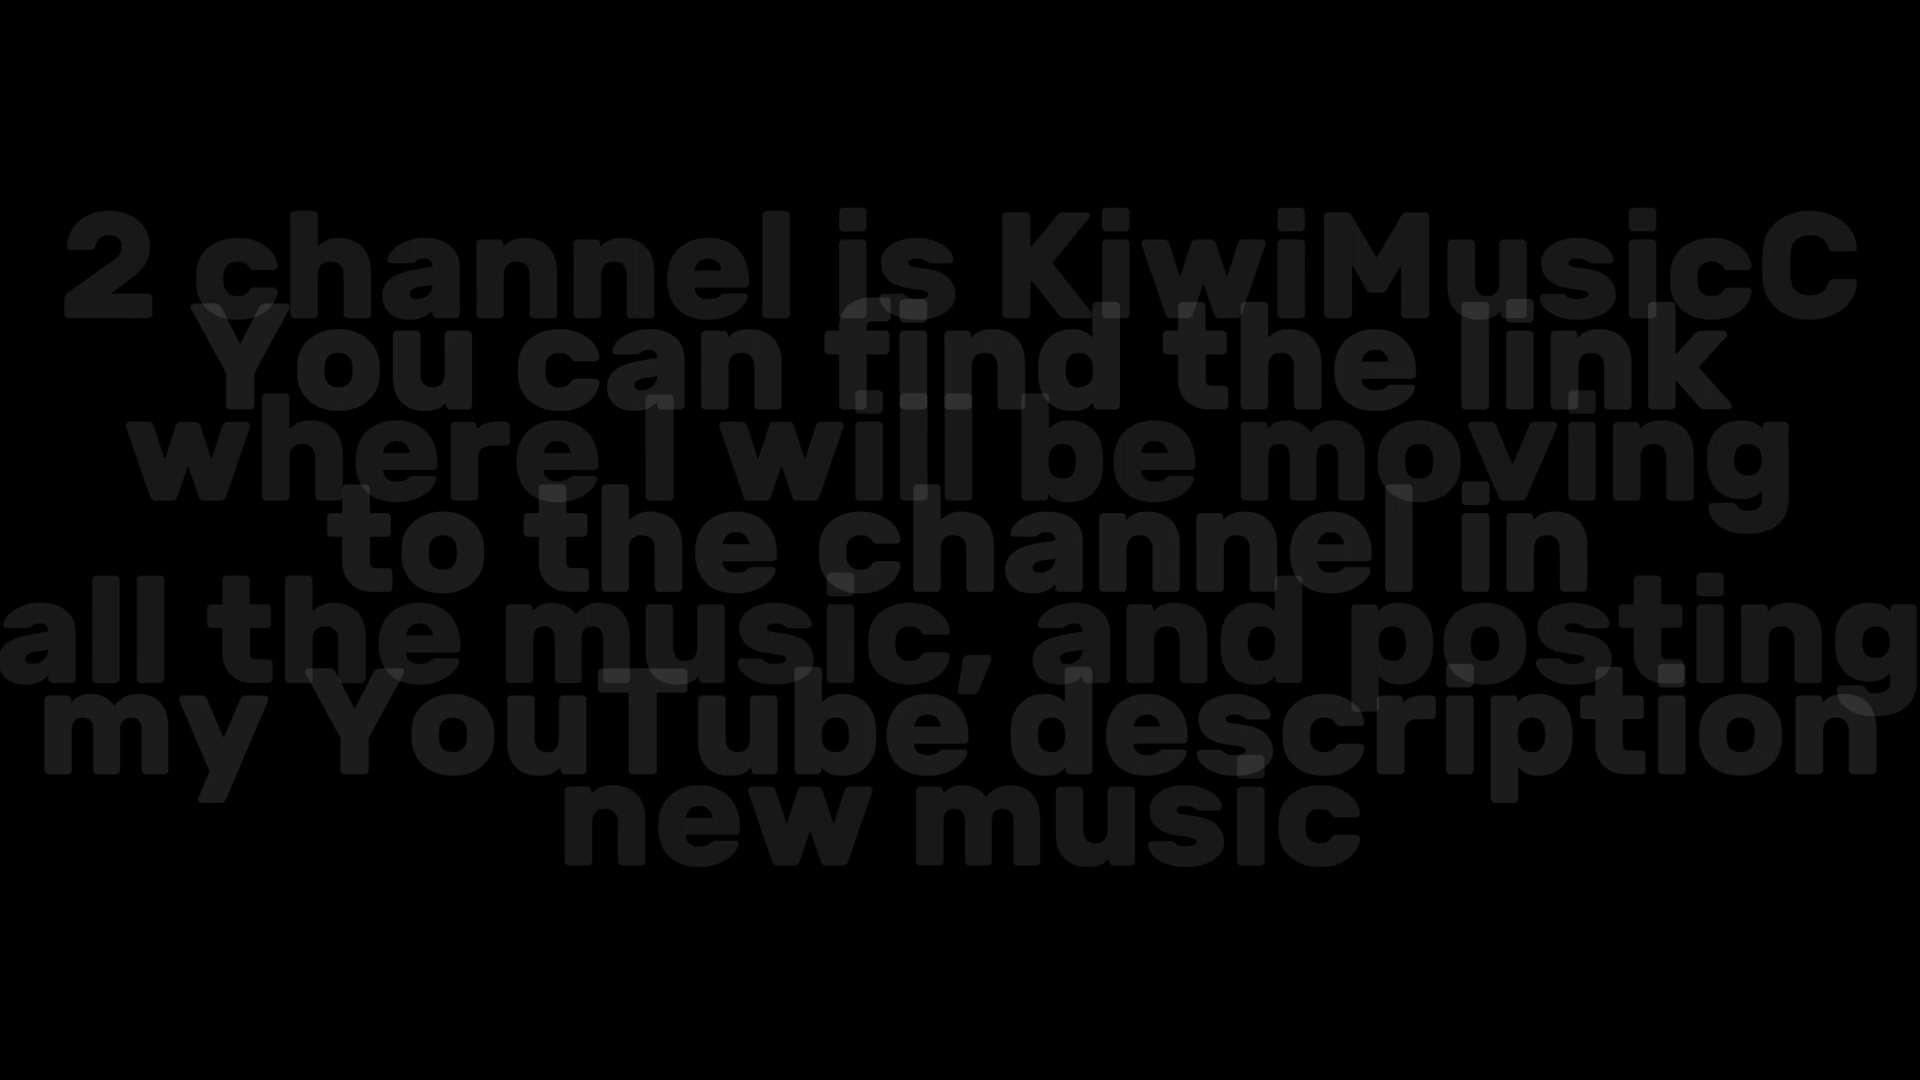 2 channel is KiwiMusicC
You can find the link
where I will be moving
to the channel in
all the music, and posting
my YouTube description
new music